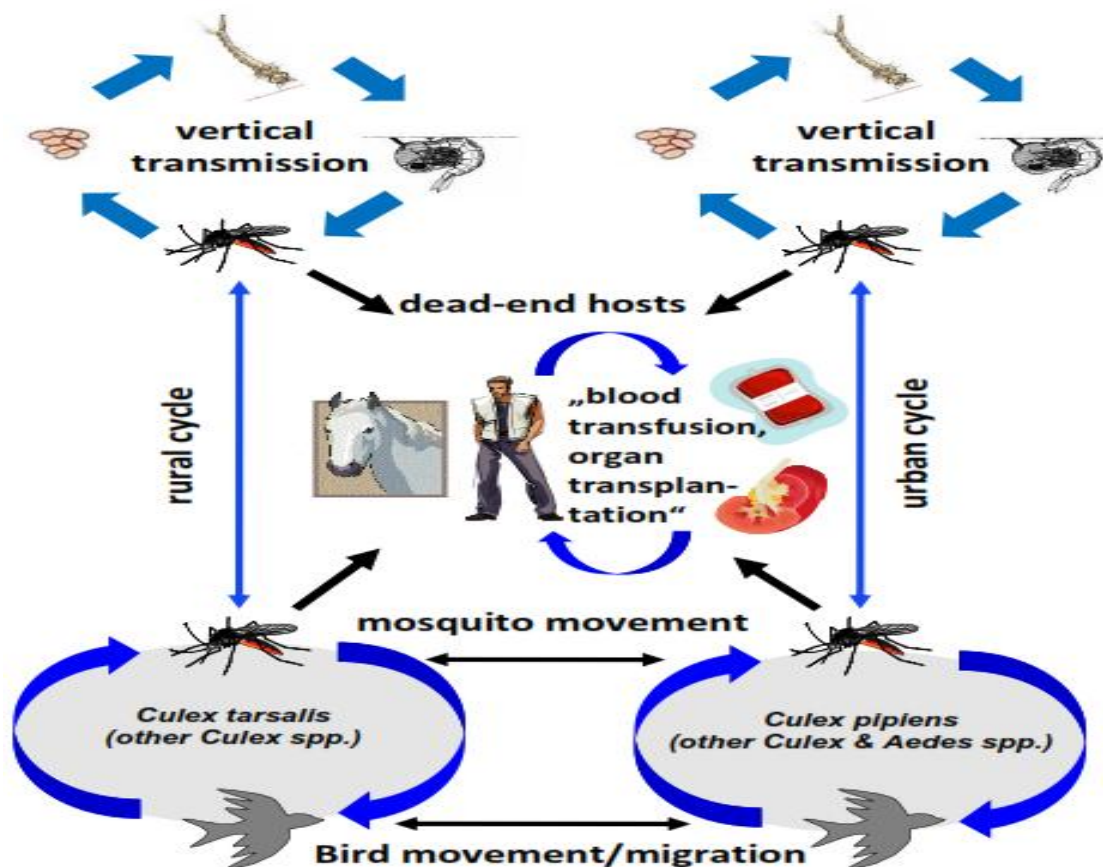 vertical
transmission
vertical
transmission
dead-end hosts
rural cycle
„blood
transfusion,
organ
transplan-
tation“
urban cycle
mosquito movement
Culex tarsalis
(other Culex spp.)
Culex pipiens
(other Culex & Aedes spp.)
Bird movement/migration